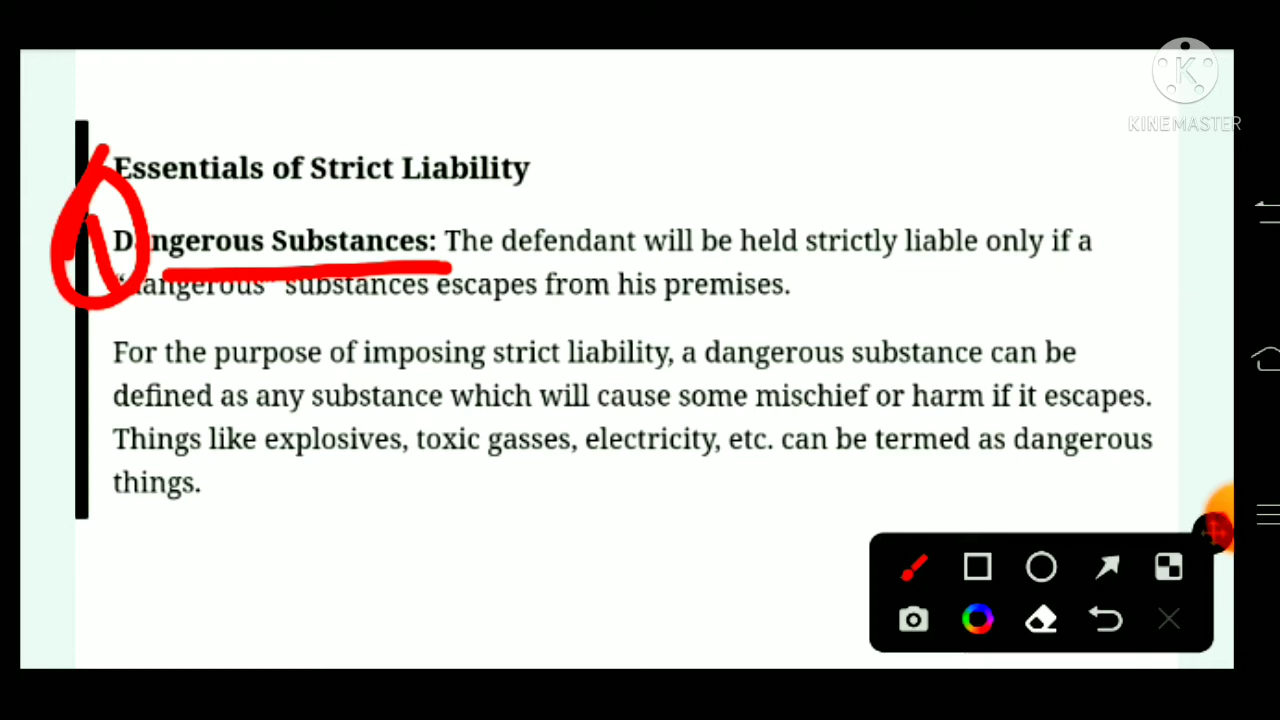 KINEMASTER
Essentials of Strict Liability
Dangerous Substances: The defendant will be held strictly liable only if a
“dangerous” substances escapes from his premises.
For the purpose of imposing strict liability, a dangerous substance can be
defined as any substance which will cause some mischief or harm if it escapes.
Things like explosives, toxic gasses, electricity, etc. can be termed as dangerous
things.